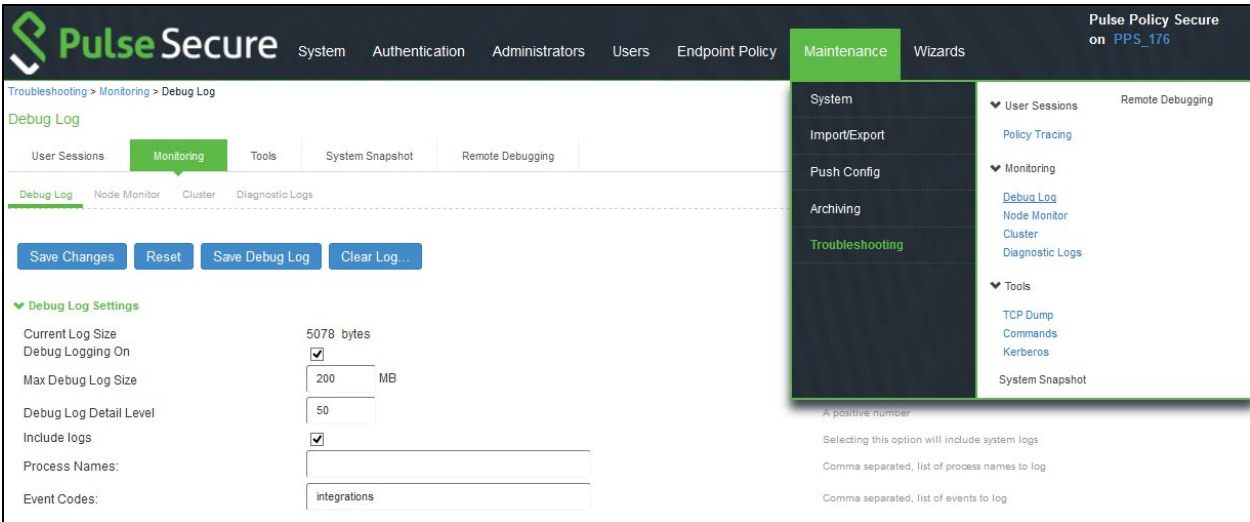 Pulse Secure
System Authentication Administrators Users Endpoint Policy Maintenance Wizards
Pulse Policy Secure
on PPS_176
Troubleshooting > Monitoring > Debug Log
Debug Log
User Sessions Monitoring Tools System Snapshot Remote Debugging
Debug Log Node Monitor Cluster Diagnostic Logs
Save Changes Reset Save Debug Log Clear Log...
Debug Log Settings
Current Log Size 5078 bytes
Debug Logging On
Max Debug Log Size 200 MB
Debug Log Detail Level 50 A positive number
Include logs Selecting this option will include system logs
Process Names: Comma separated, list of process names to log
Event Codes: integrations Comma separated, list of events to log
System
Import/Export
Push Config
Archiving
Troubleshooting
User Sessions
Policy Tracing
Monitoring
Debug Log
Node Monitor
Cluster
Diagnostic Logs
Tools
TCP Dump
Commands
Kerberos
System Snapshot
Remote Debugging